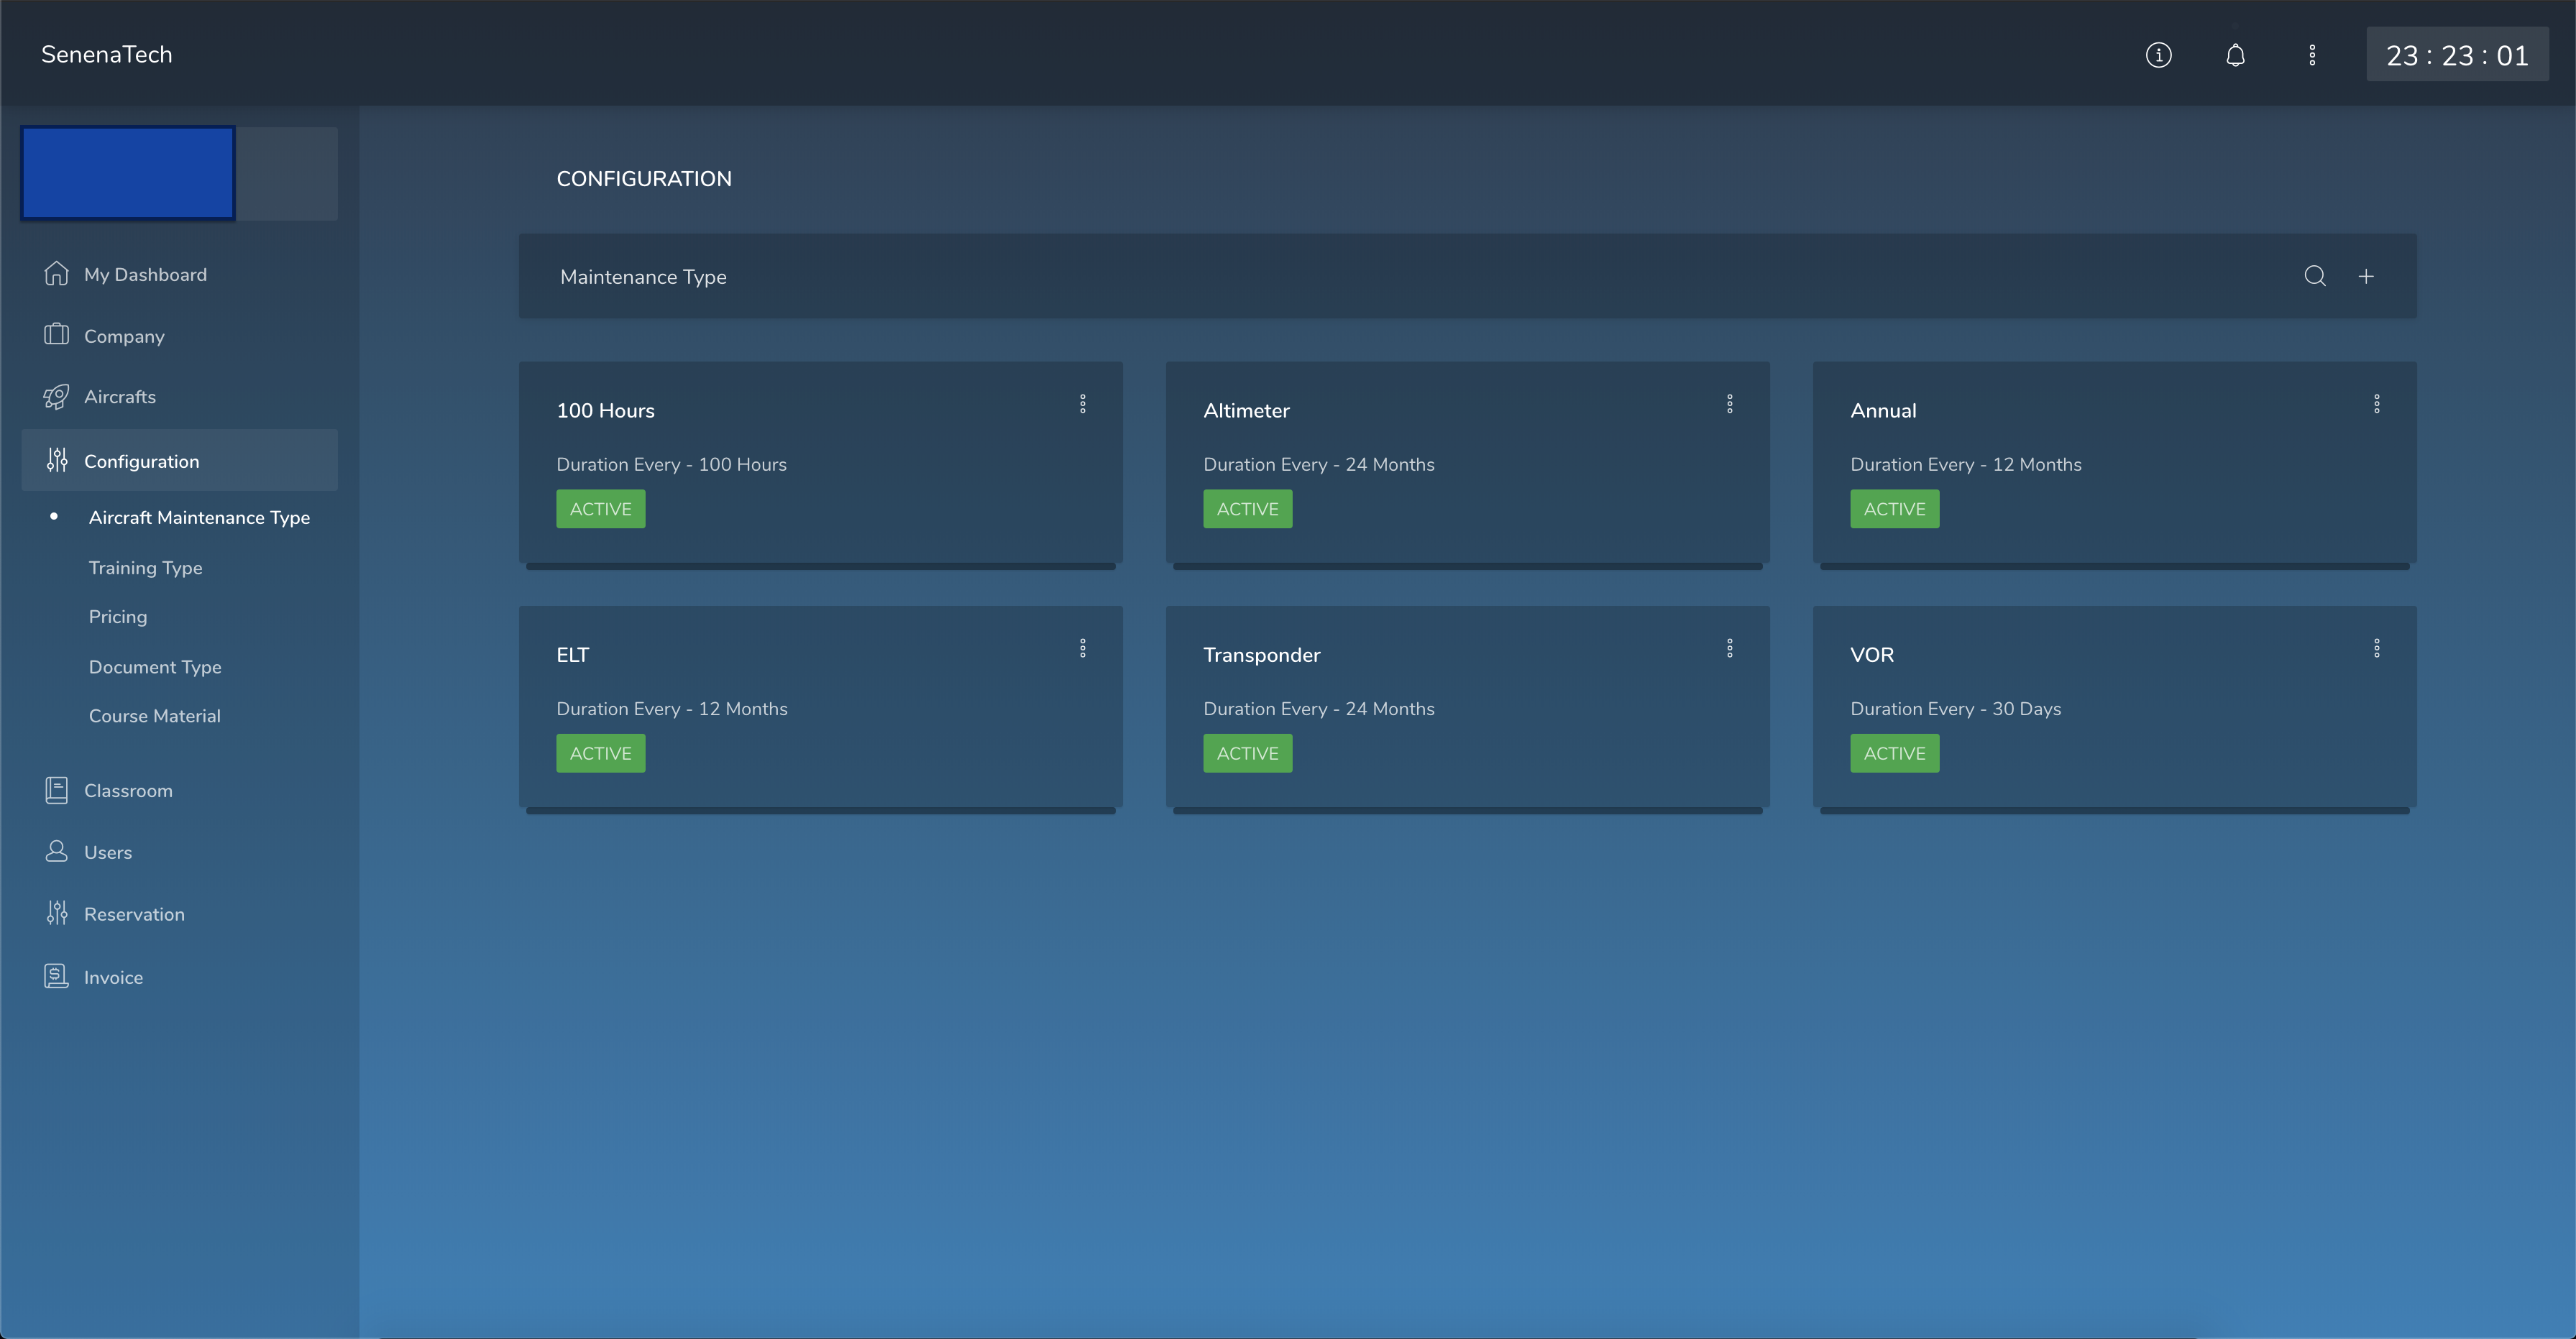 SenenaTech
23 : 23 : 01
My Dashboard
Company
Aircrafts
Configuration
Aircraft Maintenance Type
Training Type
Pricing
Document Type
Course Material
Classroom
Users
Reservation
Invoice
CONFIGURATION
Maintenance Type
100 Hours
Duration Every - 100 Hours
ACTIVE
Altimeter
Duration Every - 24 Months
ACTIVE
Annual
Duration Every - 12 Months
ACTIVE
ELT
Duration Every - 12 Months
ACTIVE
Transponder
Duration Every - 24 Months
ACTIVE
VOR
Duration Every - 30 Days
ACTIVE